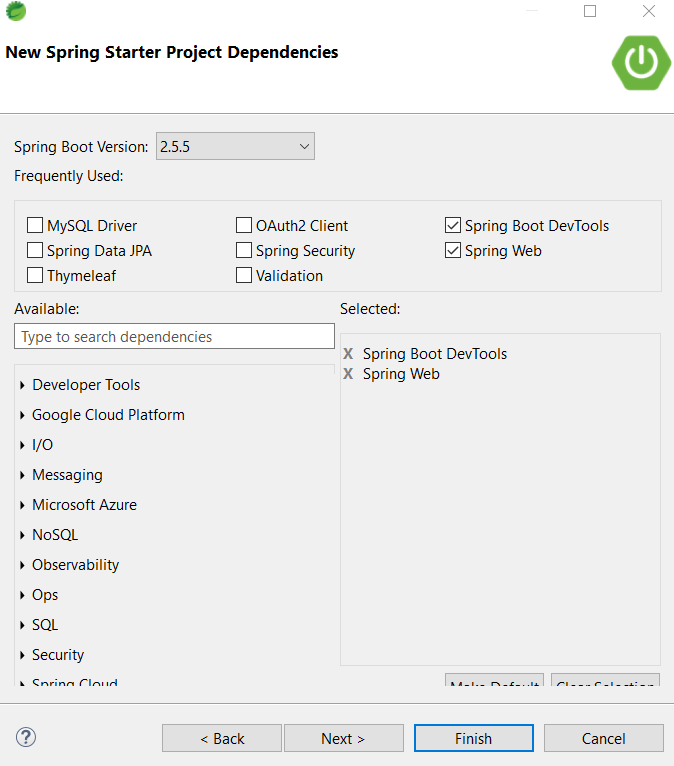 New Spring Starter Project Dependencies
Spring Boot Version: 2.5.5
Frequently Used:
MySQL Driver OAuth2 Client Spring Boot DevTools
Spring Data JPA Spring Security Spring Web
Thymeleaf Validation
Available: Selected:
Type to search dependencies
X Spring Boot DevTools
X Spring Web
Developer Tools
Google Cloud Platform
I/O
Messaging
Microsoft Azure
NoSQL
Observability
Ops
SQL
Security
Spring Cloud
Make Default Clear Selection
? < Back Next > Finish Cancel